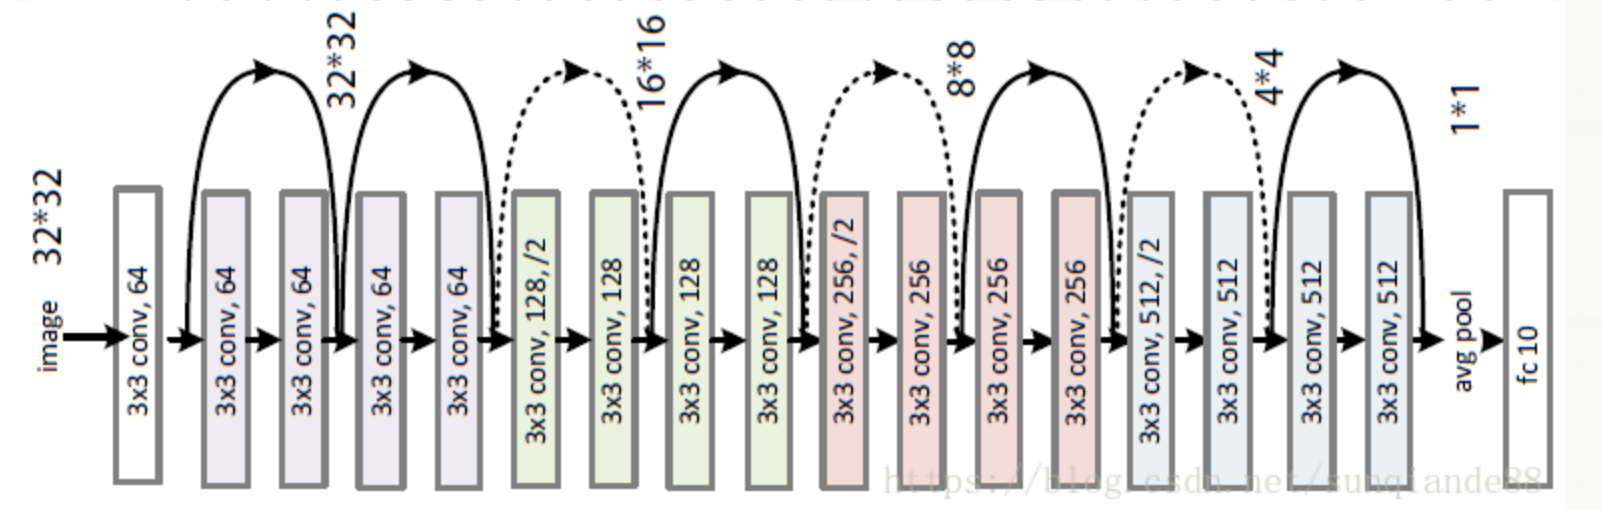 image 32*32
3x3 conv, 64
3x3 conv, 64
3x3 conv, 64
32*32
3x3 conv, 64
3x3 conv, 64
3x3 conv, 128, /2
3x3 conv, 128
16*16
3x3 conv, 128
3x3 conv, 128
3x3 conv, 256, /2
3x3 conv, 256
8*8
3x3 conv, 256
3x3 conv, 256
3x3 conv, 512, /2
3x3 conv, 512
4*4
3x3 conv, 512
3x3 conv, 512
avg pool
1*1
fc 10
https://blog.csdn.net/sunqiande88